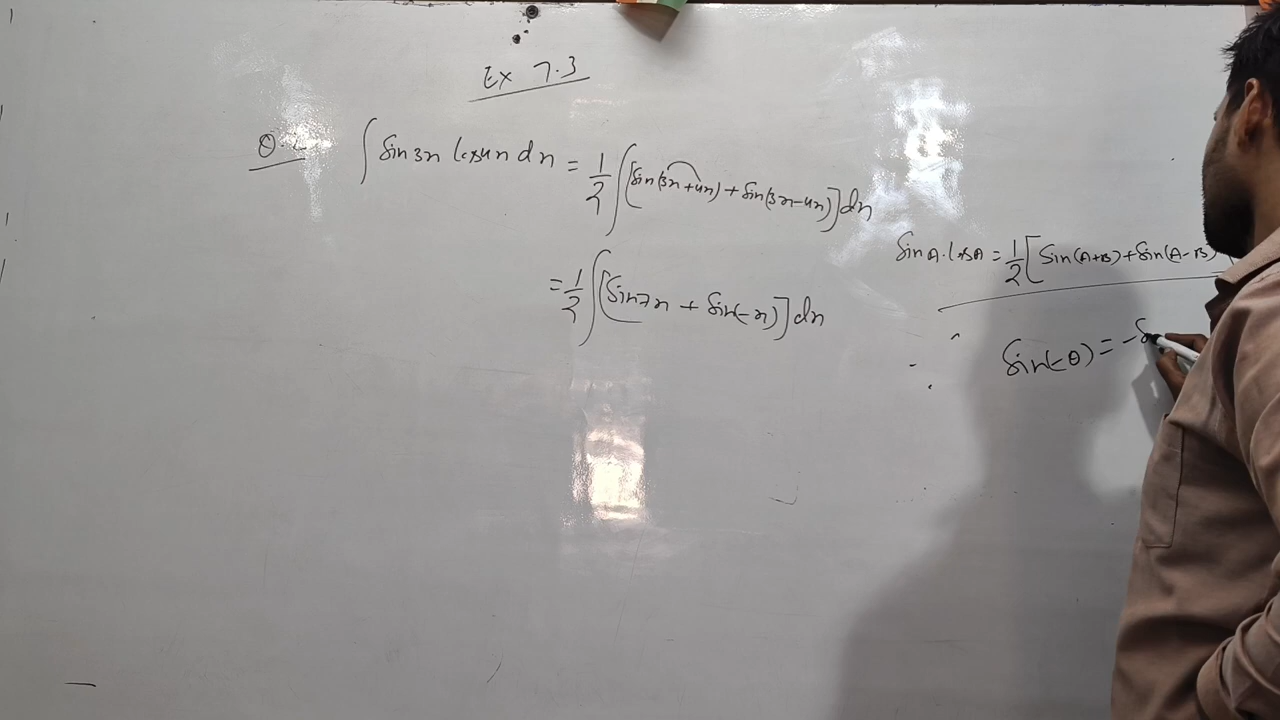 Ex 7.3
Q.2 ∫ sin 3x cos 4x dx = 1/2 ∫ [sin(3x+4x) + sin(3x-4x)] dx
sin A. cos A = 1/2 [sin(A+B) + sin(A-B)
= 1/2 ∫ [sin 7x + sin(-x)] dx
sin(-θ) = -s